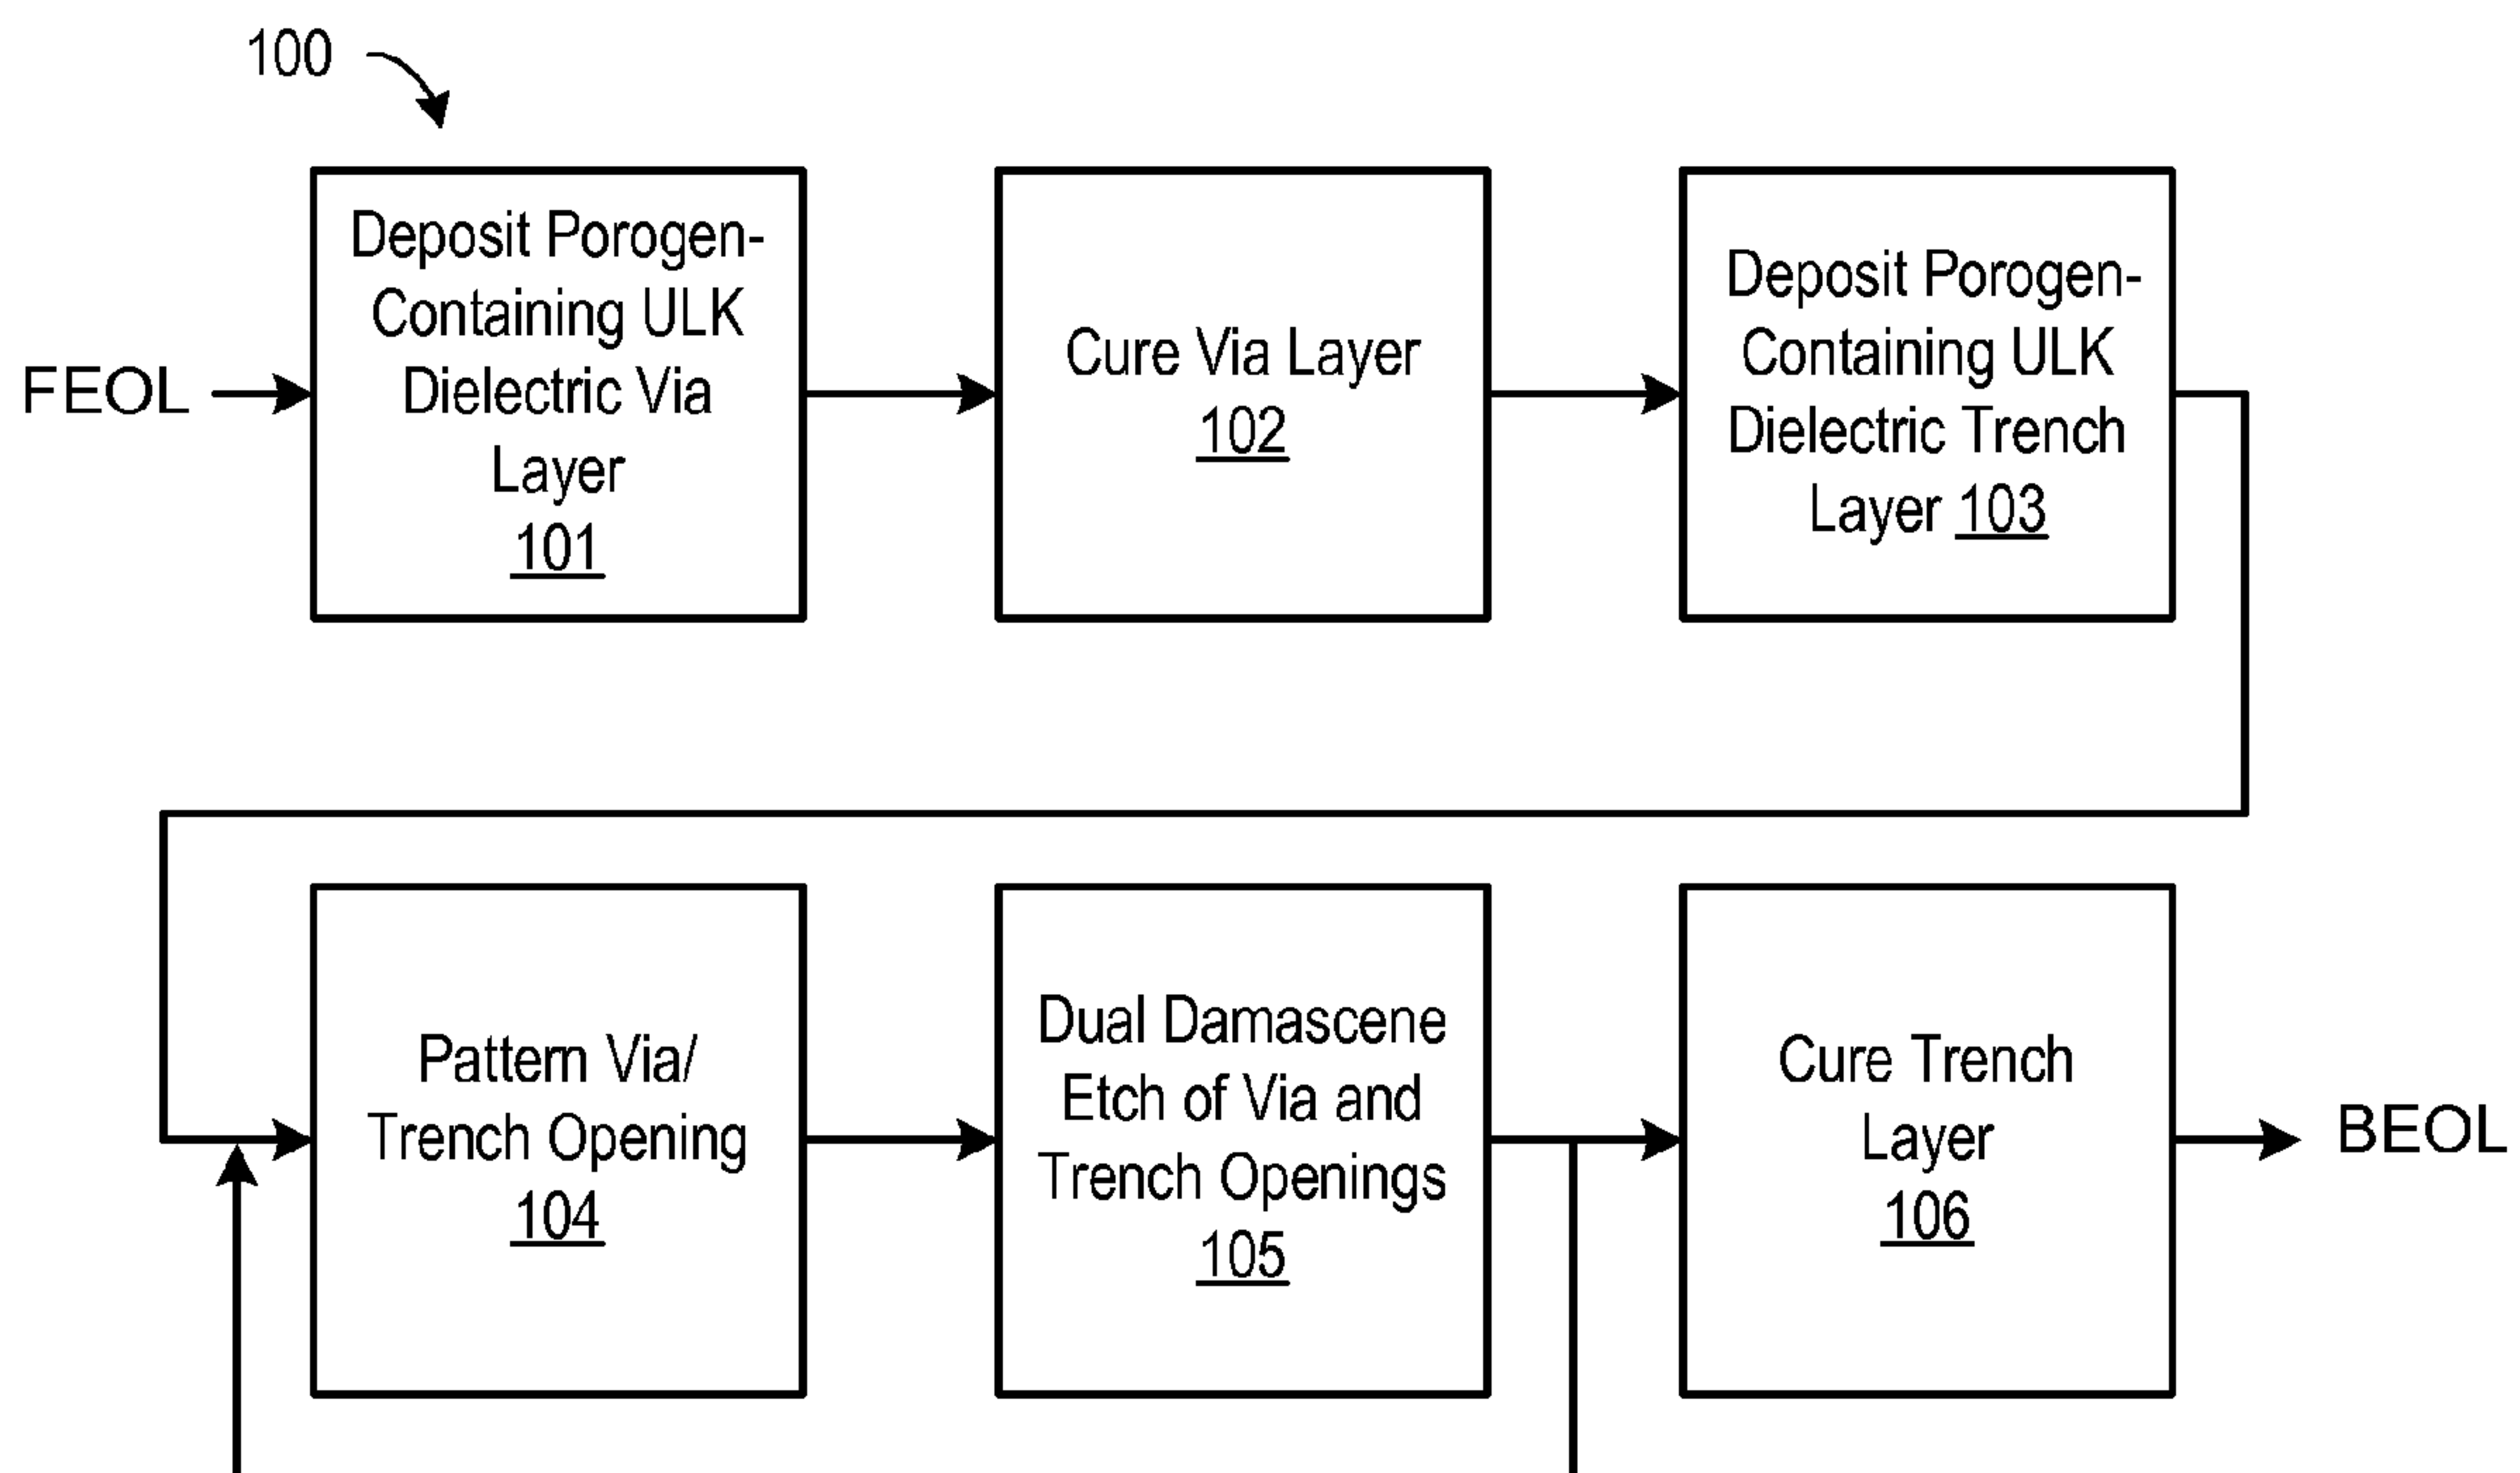 100
FEOL
Deposit Porogen-
Containing ULK
Dielectric Via
Layer
101
Cure Via Layer
102
Deposit Porogen-
Containing ULK
Dielectric Trench
Layer 103
Pattern Via/
Trench Opening
104
Dual Damascene
Etch of Via and
Trench Openings
105
Cure Trench
Layer
106
BEOL